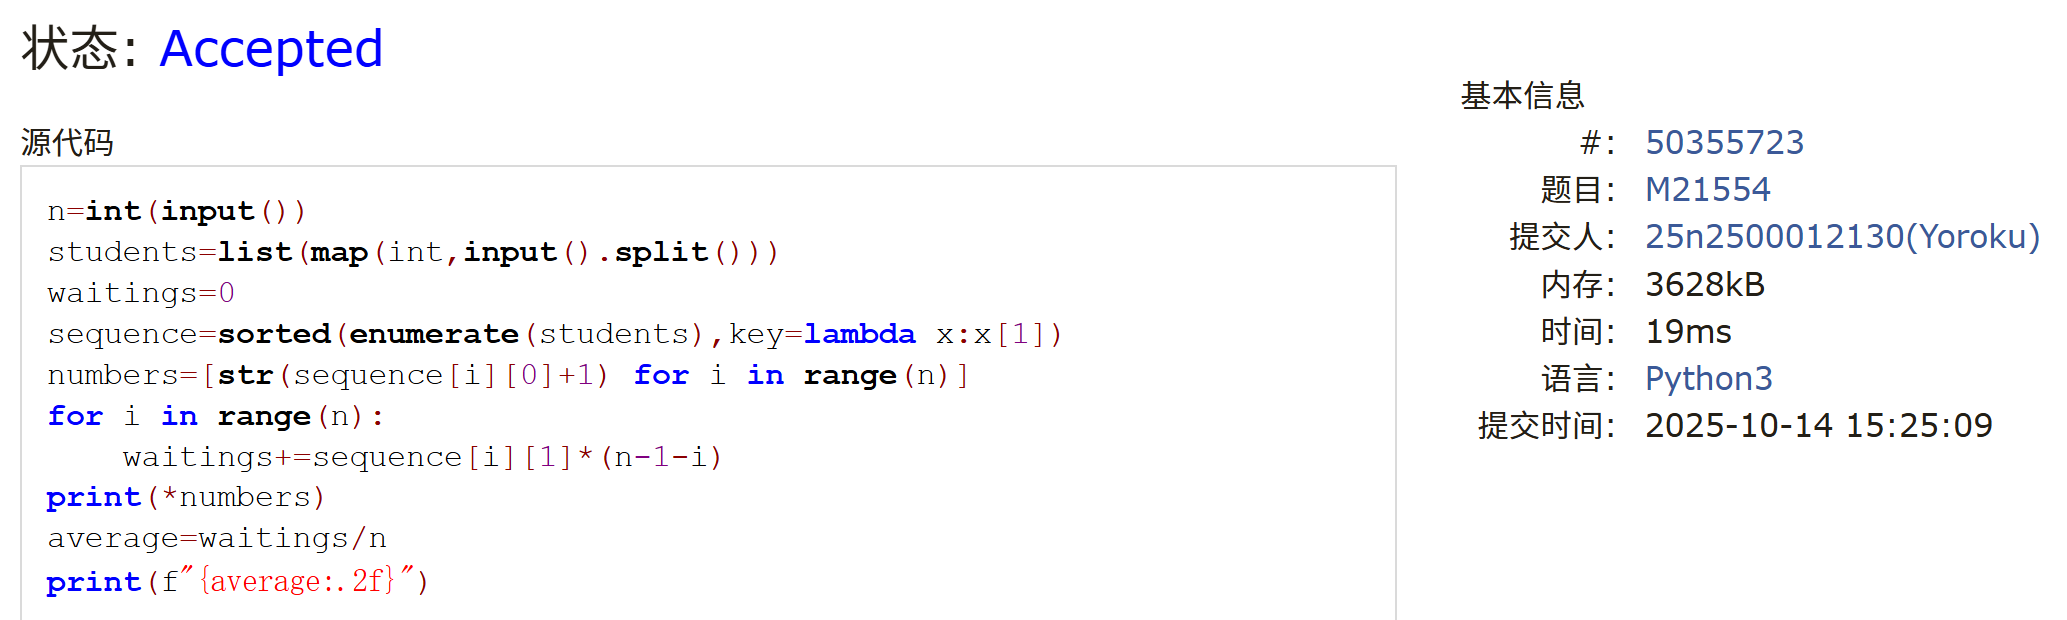 状态: Accepted
源代码
n=int(input())
students=list(map(int,input().split()))
waitings=0
sequence=sorted(enumerate(students),key=lambda x:x[1])
numbers=[str(sequence[i][0]+1) for i in range(n)]
for i in range(n):
    waitings+=sequence[i][1]*(n-1-i)
print(*numbers)
average=waitings/n
print(f"{average:.2f}")
基本信息
#: 50355723
题目: M21554
提交人: 25n2500012130(Yoroku)
内存: 3628kB
时间: 19ms
语言: Python3
提交时间: 2025-10-14 15:25:09